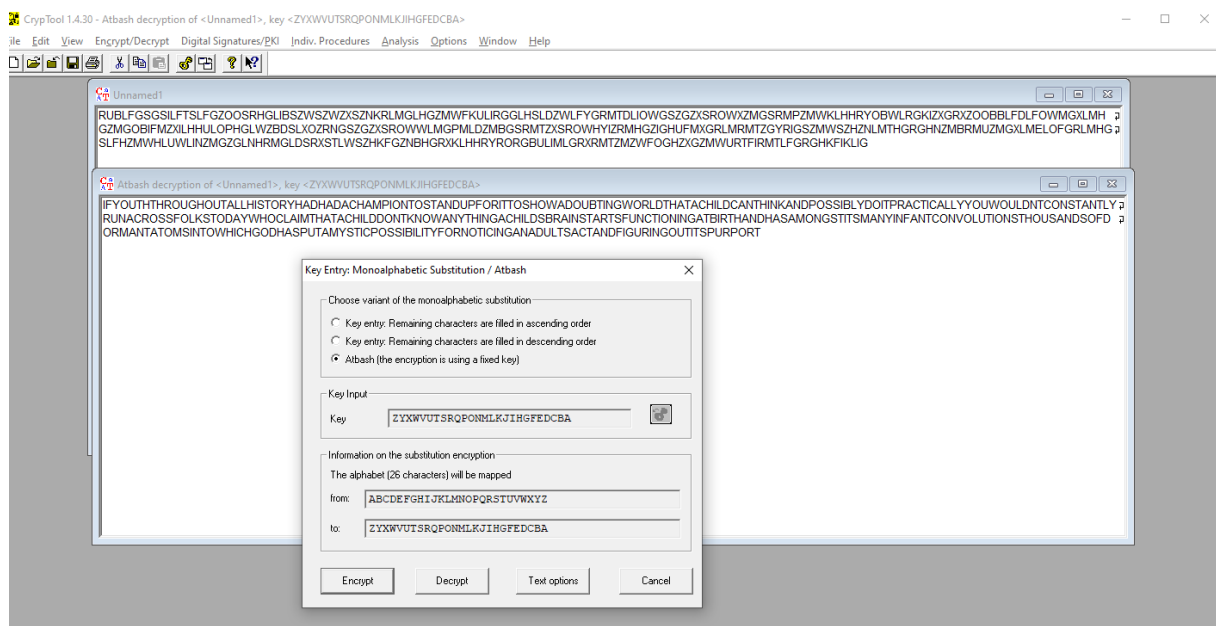 CrypTool 1.4.30 - Atbash decryption of <Unnamed1>, key <ZYXWVUTSRQPONMLKJIHGFEDCBA>
ile Edit View Encrypt/Decrypt Digital Signatures/PKI Indiv. Procedures Analysis Options Window Help
Unnamed1
RUBLFGSGSILFTSLFGZOOSRHGLIBSZWSZWZXSZNKRLMGLHGZMWFKULIRGGLHSLDZWLFYGRMTDLIOWGSZGZXSROWXZMGSRMPZMWKLHHRYOBWLRGKIZXGRXZOOBBLFDLFOWMGXLMH
GZMGOBIFMZXILHHULOPHGLWZBDSLXOZRNGSZGZXSROWWLMGPMLDZMBGSRMTZXSROWHYIZRMHGZIGHUFMXGRLMRMTZGYRIGSZMWSZHZNLMTHGRGHNZMBRMUZMGXLMELOFGRLMHG
SLFHZMWHLUWLINZMGZGLNHRMGLDSRXSTLWSZHKFGZNBHGRXKLHHRYRORGBULIMLGRXRMTZMZWFOGHZXGZMWURTFIRMTLFGRGHKFIKLIG
Atbash decryption of <Unnamed1>, key <ZYXWVUTSRQPONMLKJIHGFEDCBA>
IFYOUTHTHROUGHOUTALLHISTORYHADHADACHAMPIONTOSTANDUPFORITTOSHOWADOUBTINGWORLDTHATACHILDCANTHINKANDPOSSIBLYDOITPRACTICALLYYOUWOULDNTCONSTANTLY
RUNACROSSFOLKSTODAYWHOCLAIMTHATACHILDDONTKNOWANYTHINGACHILDSBRAINSTARTSFUNCTIONINGATBIRTHANDHASAMONGSTITSMANYINFANTCONVOLUTIONSTHOUSANDSOFD
ORMANTATOMSINTOWHICHGODHASPUTAMYSTICPOSSIBILITYFORNOTICINGANADULTSACTANDFIGURINGOUTITSPURPORT
Key Entry: Monoalphabetic Substitution / Atbash
Choose variant of the monoalphabetic substitution
Key entry: Remaining characters are filled in ascending order
Key entry: Remaining characters are filled in descending order
Atbash (the encryption is using a fixed key)
Key Input
Key ZYXWVUTSRQPONMLKJIHGFEDCBA
Information on the substitution encryption
The alphabet (26 characters) will be mapped
from: ABCDEFGHIJKLMNOPQRSTUVWXYZ
to: ZYXWVUTSRQPONMLKJIHGFEDCBA
Encrypt Decrypt Text options Cancel